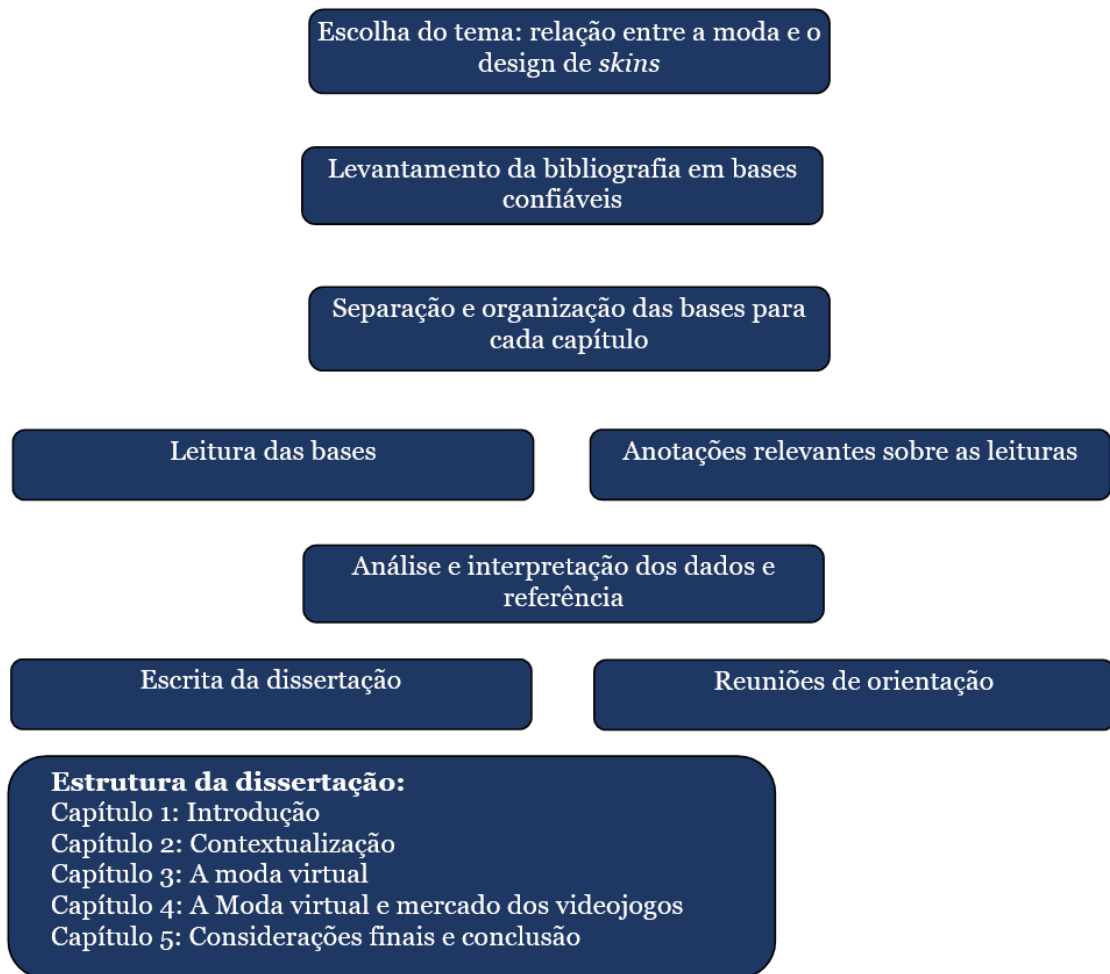 Escolha do tema: relação entre a moda e o
design de skins
Levantamento da bibliografia em bases
confiáveis
Separação e organização das bases para
cada capítulo
Leitura das bases
Anotações relevantes sobre as leituras
Análise e interpretação dos dados e
referência
Escrita da dissertação
Reuniões de orientação
Estrutura da dissertação:
Capítulo 1: Introdução
Capítulo 2: Contextualização
Capítulo 3: A moda virtual
Capítulo 4: A Moda virtual e mercado dos videojogos
Capítulo 5: Considerações finais e conclusão